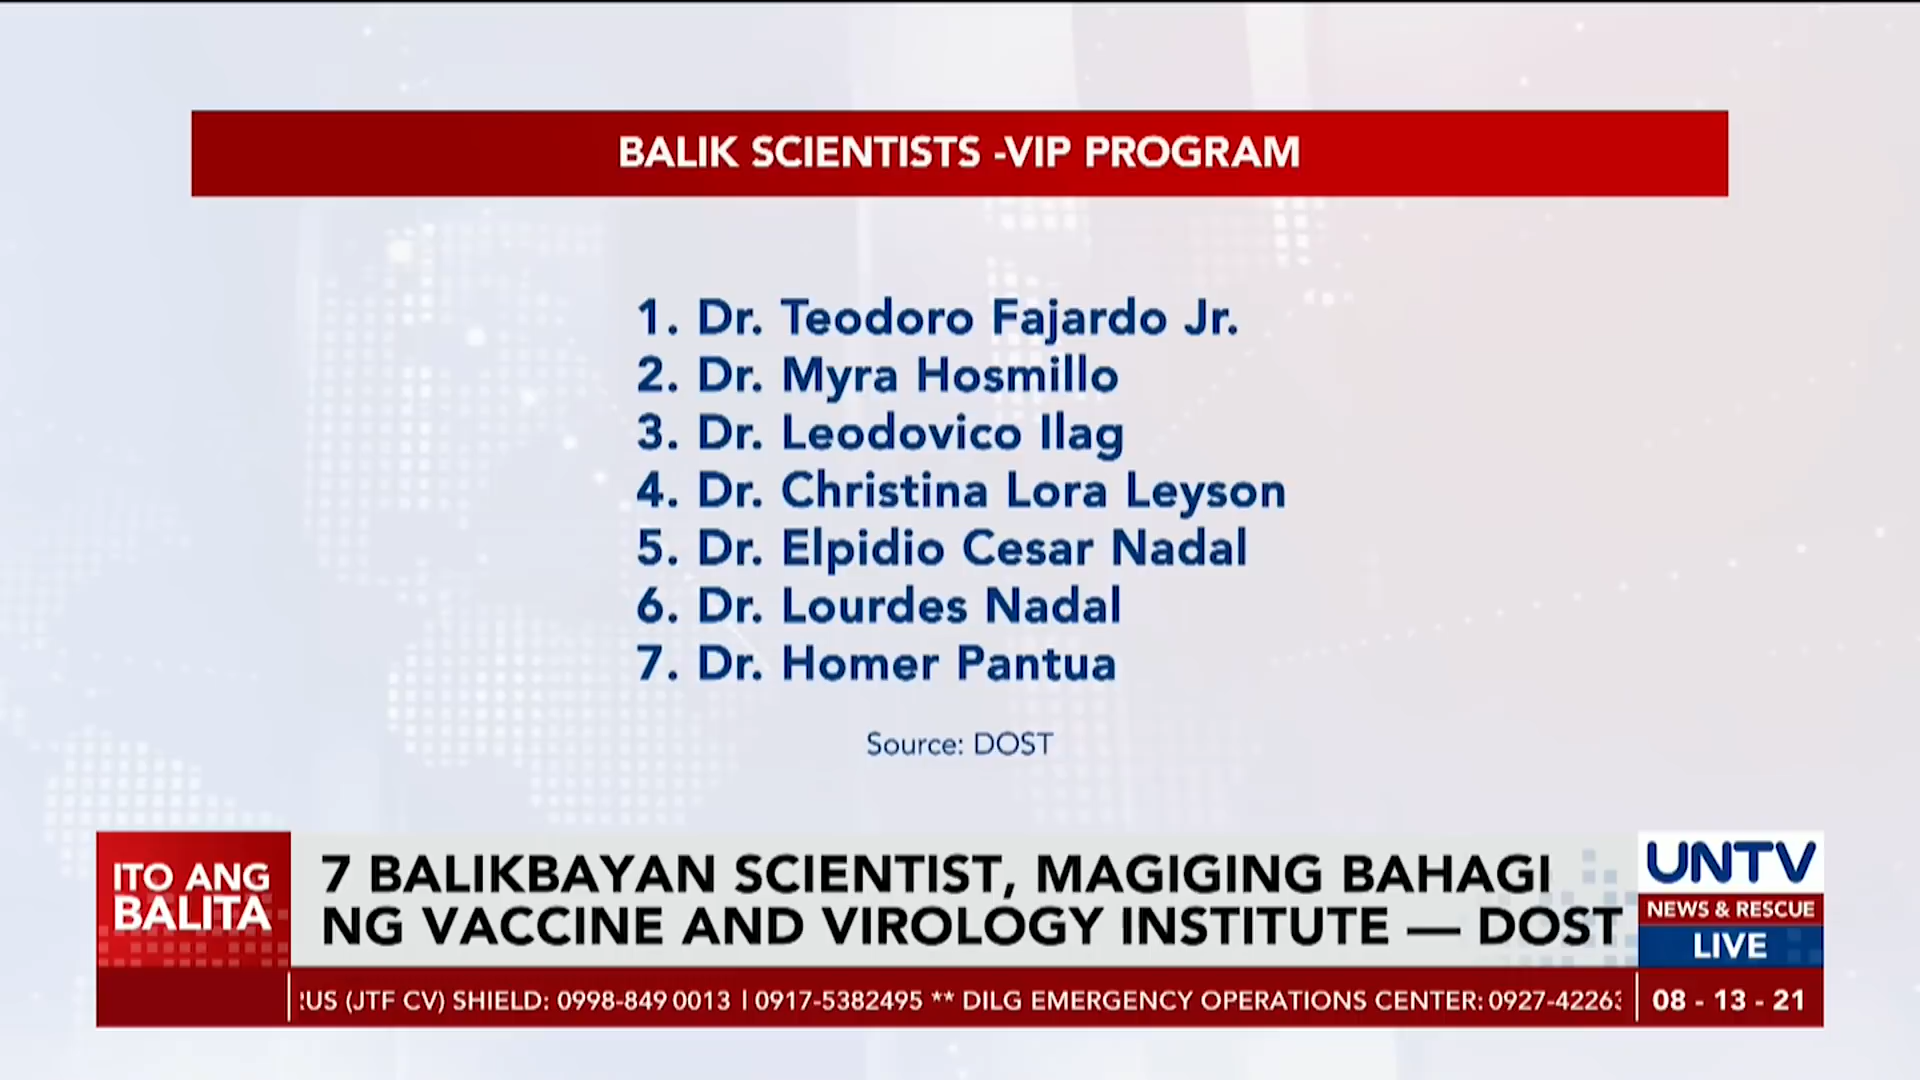 BALIK SCIENTISTS -VIP PROGRAM
1. Dr. Teodoro Fajardo Jr.
2. Dr. Myra Hosmillo
3. Dr. Leodovico Ilag
4. Dr. Christina Lora Leyson
5. Dr. Elpidio Cesar Nadal
6. Dr. Lourdes Nadal
7. Dr. Homer Pantua
Source: DOST
ITO ANG
BALITA
7 BALIKBAYAN SCIENTIST, MAGIGING BAHAGI
NG VACCINE AND VIROLOGY INSTITUTE — DOST
UNTV
NEWS & RESCUE
LIVE
(JTF CV) SHIELD: 0998-849 0013 | 0917-5382495 ** DILG EMERGENCY OPERATIONS CENTER:
08 - 13 - 21